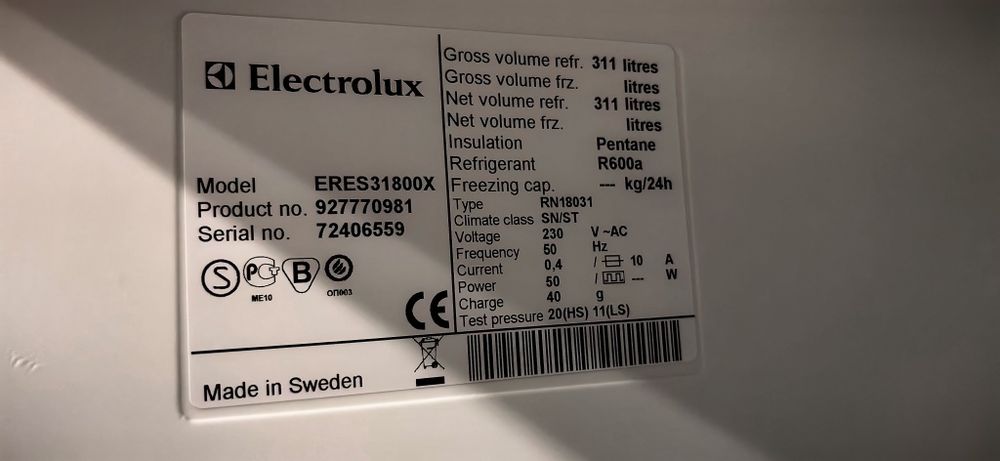 Electrolux
Model ERES31800X
Product no. 927770981
Serial no. 72406559
S
РСТ B
ME10 ОП003
CE
Gross volume refr. 311 litres
Gross volume frz. litres
Net volume refr. 311 litres
Net volume frz. litres
Insulation Pentane
Refrigerant R600a
Freezing cap. --- kg/24h
Type RN18031
Climate class SN/ST
Voltage 230 V ~AC
Frequency 50 Hz
Current 0,4 / 10 A
Power 50 / --- W
Charge 40 g
Test pressure 20(HS) 11(LS)
Made in Sweden